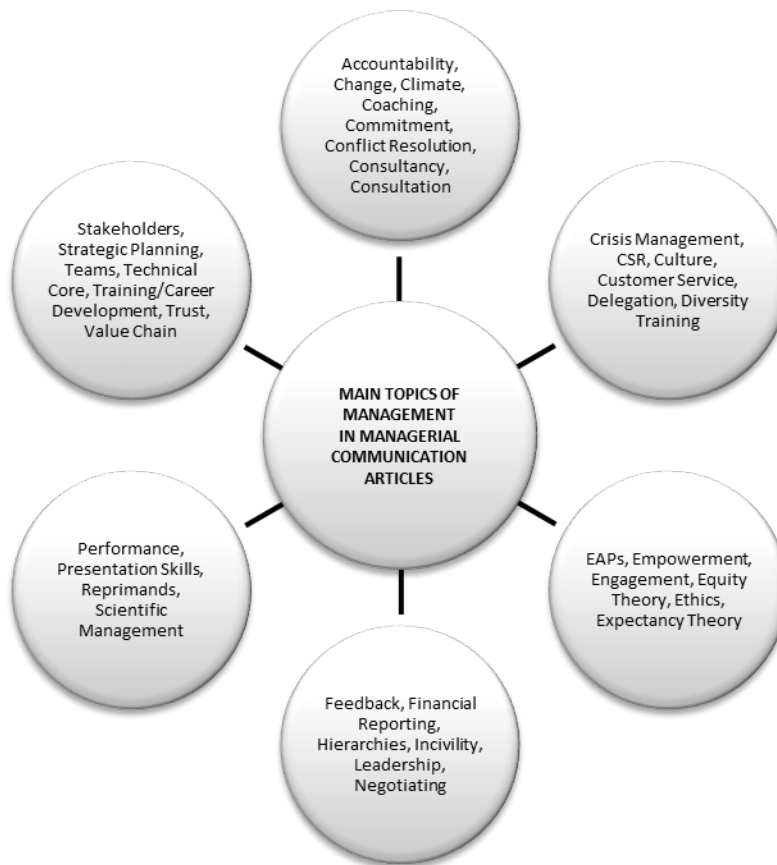 Accountability,
Change, Climate,
Coaching,
Commitment,
Conflict Resolution,
Consultancy,
Consultation
Crisis Management,
CSR, Culture,
Customer Service,
Delegation, Diversity
Training
EAPs, Empowerment,
Engagement, Equity
Theory, Ethics,
Expectancy Theory
Feedback, Financial
Reporting,
Hierarchies, Incivility,
Leadership,
Negotiating
Performance,
Presentation Skills,
Reprimands,
Scientific
Management
Stakeholders,
Strategic Planning,
Teams, Technical
Core, Training/Career
Development, Trust,
Value Chain
MAIN TOPICS OF
MANAGEMENT
IN MANAGERIAL
COMMUNICATION
ARTICLES